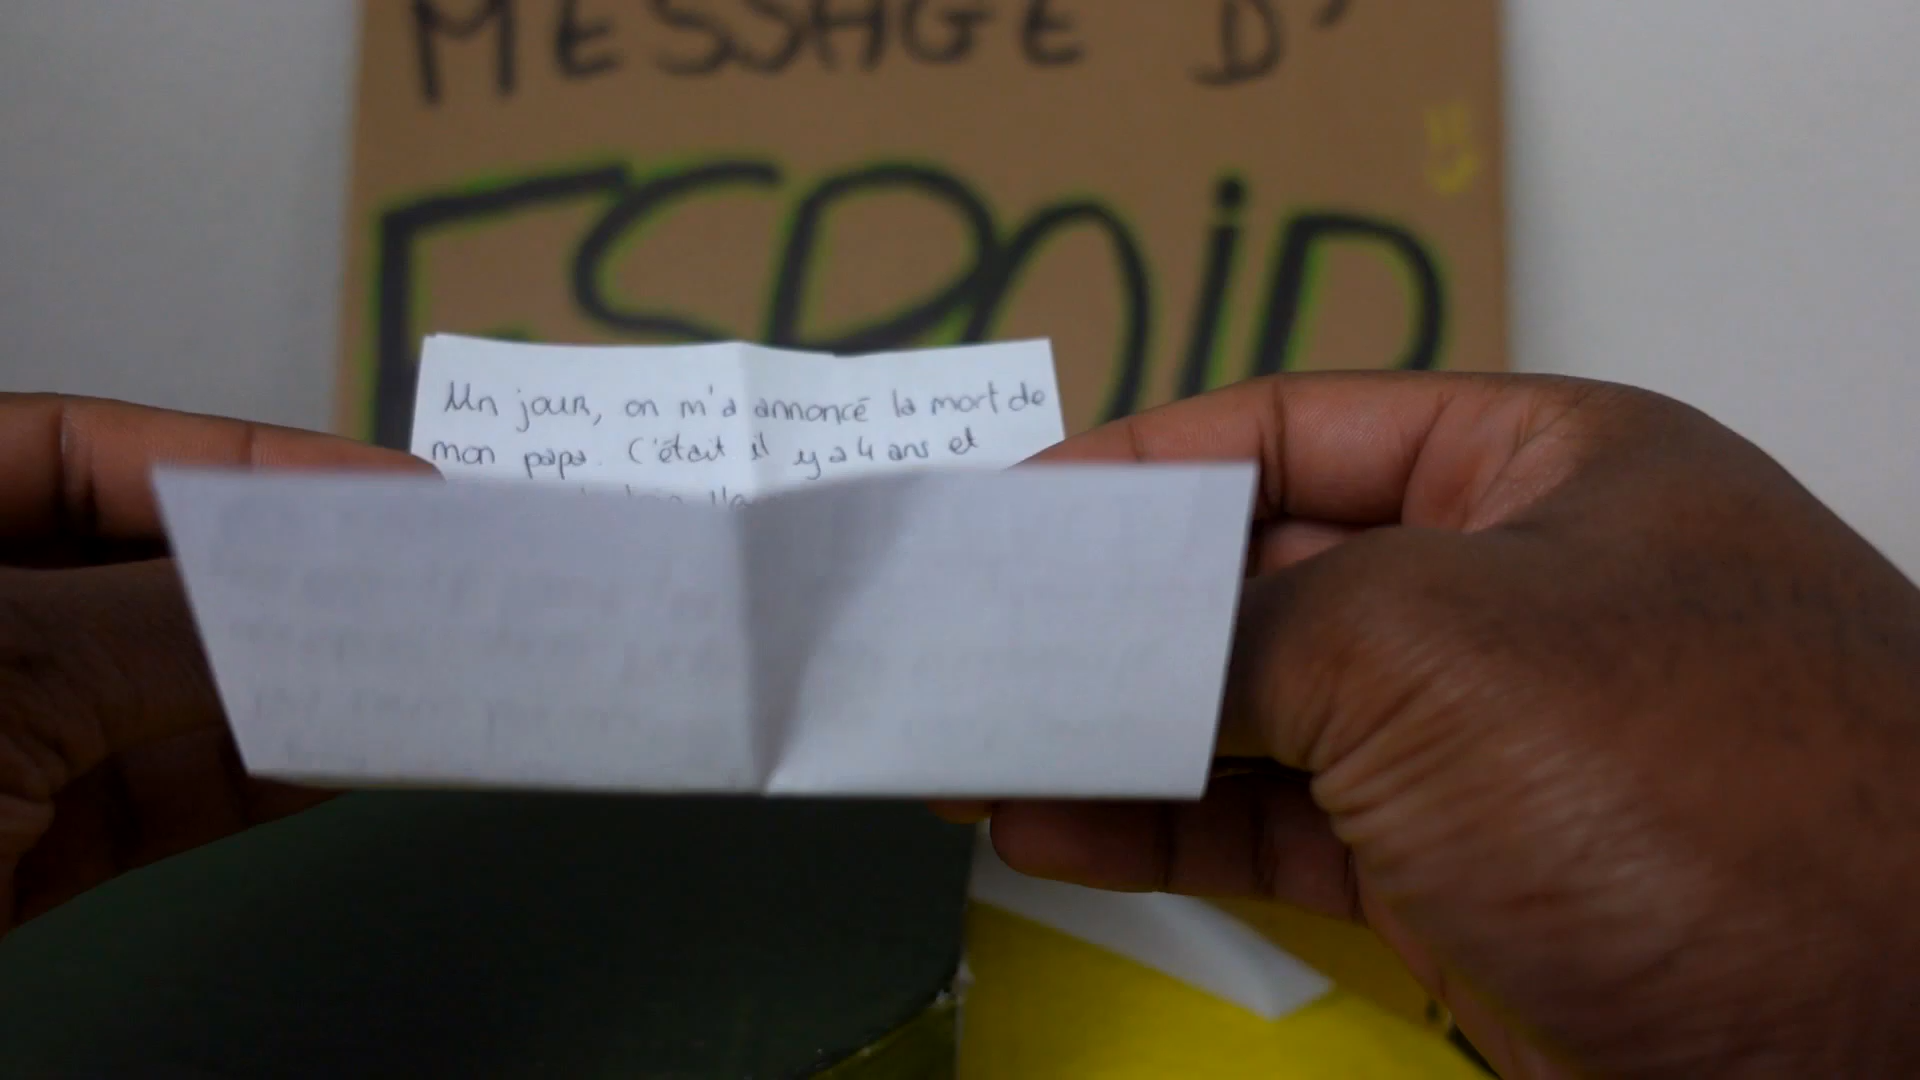 MESSAGE D'
ESPOIR
Un jour, on m'a annoncé la mort de
mon papa. C'était il y a 4 ans et